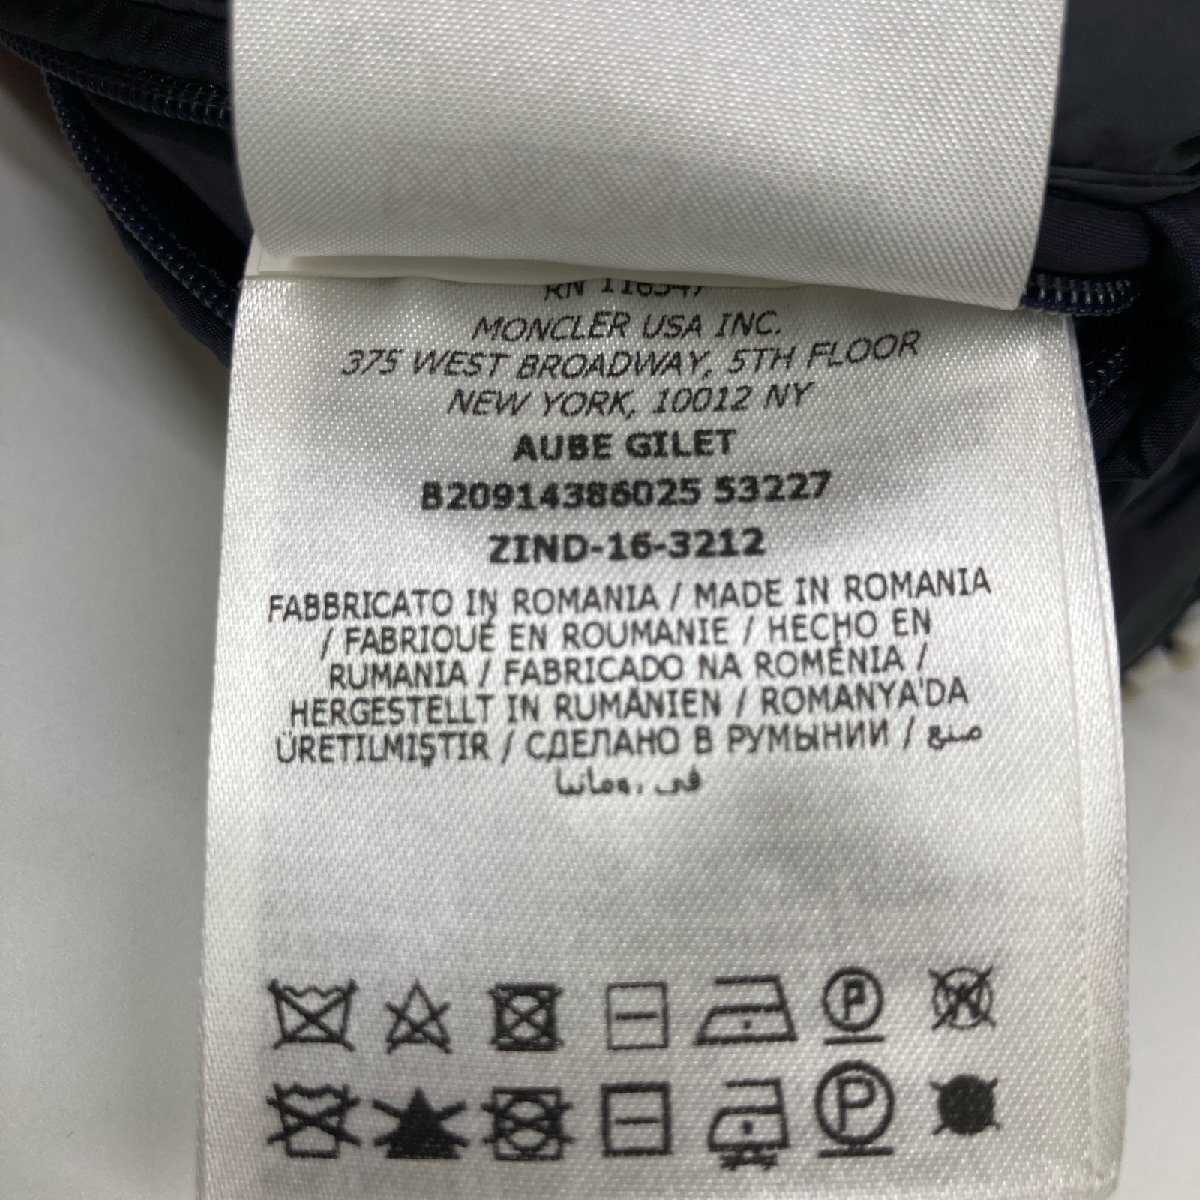 RN 116347
MONCLER USA INC.
375 WEST BROADWAY, 5TH FLOOR
NEW YORK, 10012 NY
AUBE GILET
B20914386025 53227
ZIND-16-3212
FABBRICATO IN ROMANIA / MADE IN ROMANIA
/ FABRIQUÉ EN ROUMANIE / HECHO EN
RUMANIA / FABRICADO NA ROMÉNIA /
HERGESTELLT IN RUMÄNIEN / ROMANYA'DA
ÜRETILMIŞTIR / СДЕЛАНО В РУМЫНИИ / صنع
في رومانيا
P W
P